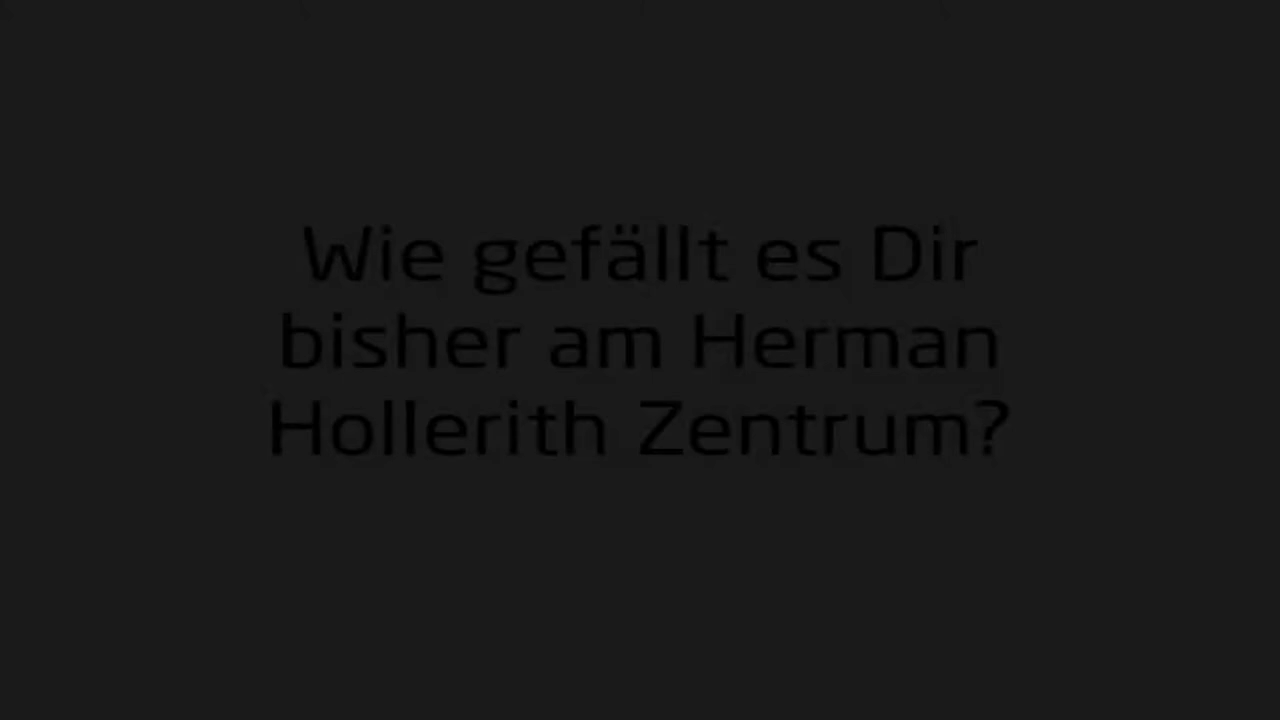 Wie gefällt es Dir
bisher am Herman
Hollerith Zentrum?